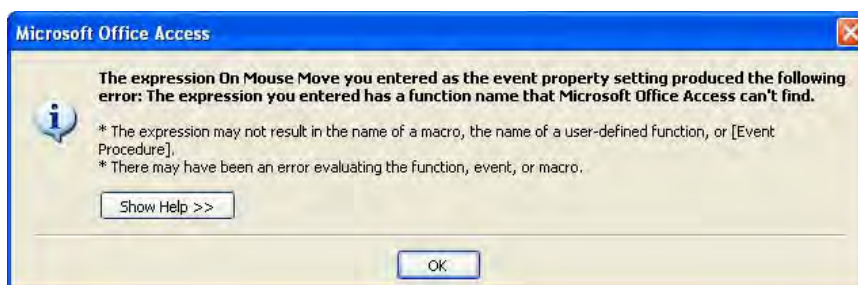 Microsoft Office Access
The expression On Mouse Move you entered as the event property setting produced the following
error: The expression you entered has a function name that Microsoft Office Access can't find.
* The expression may not result in the name of a macro, the name of a user-defined function, or [Event
Procedure].
* There may have been an error evaluating the function, event, or macro.
Show Help >>
OK